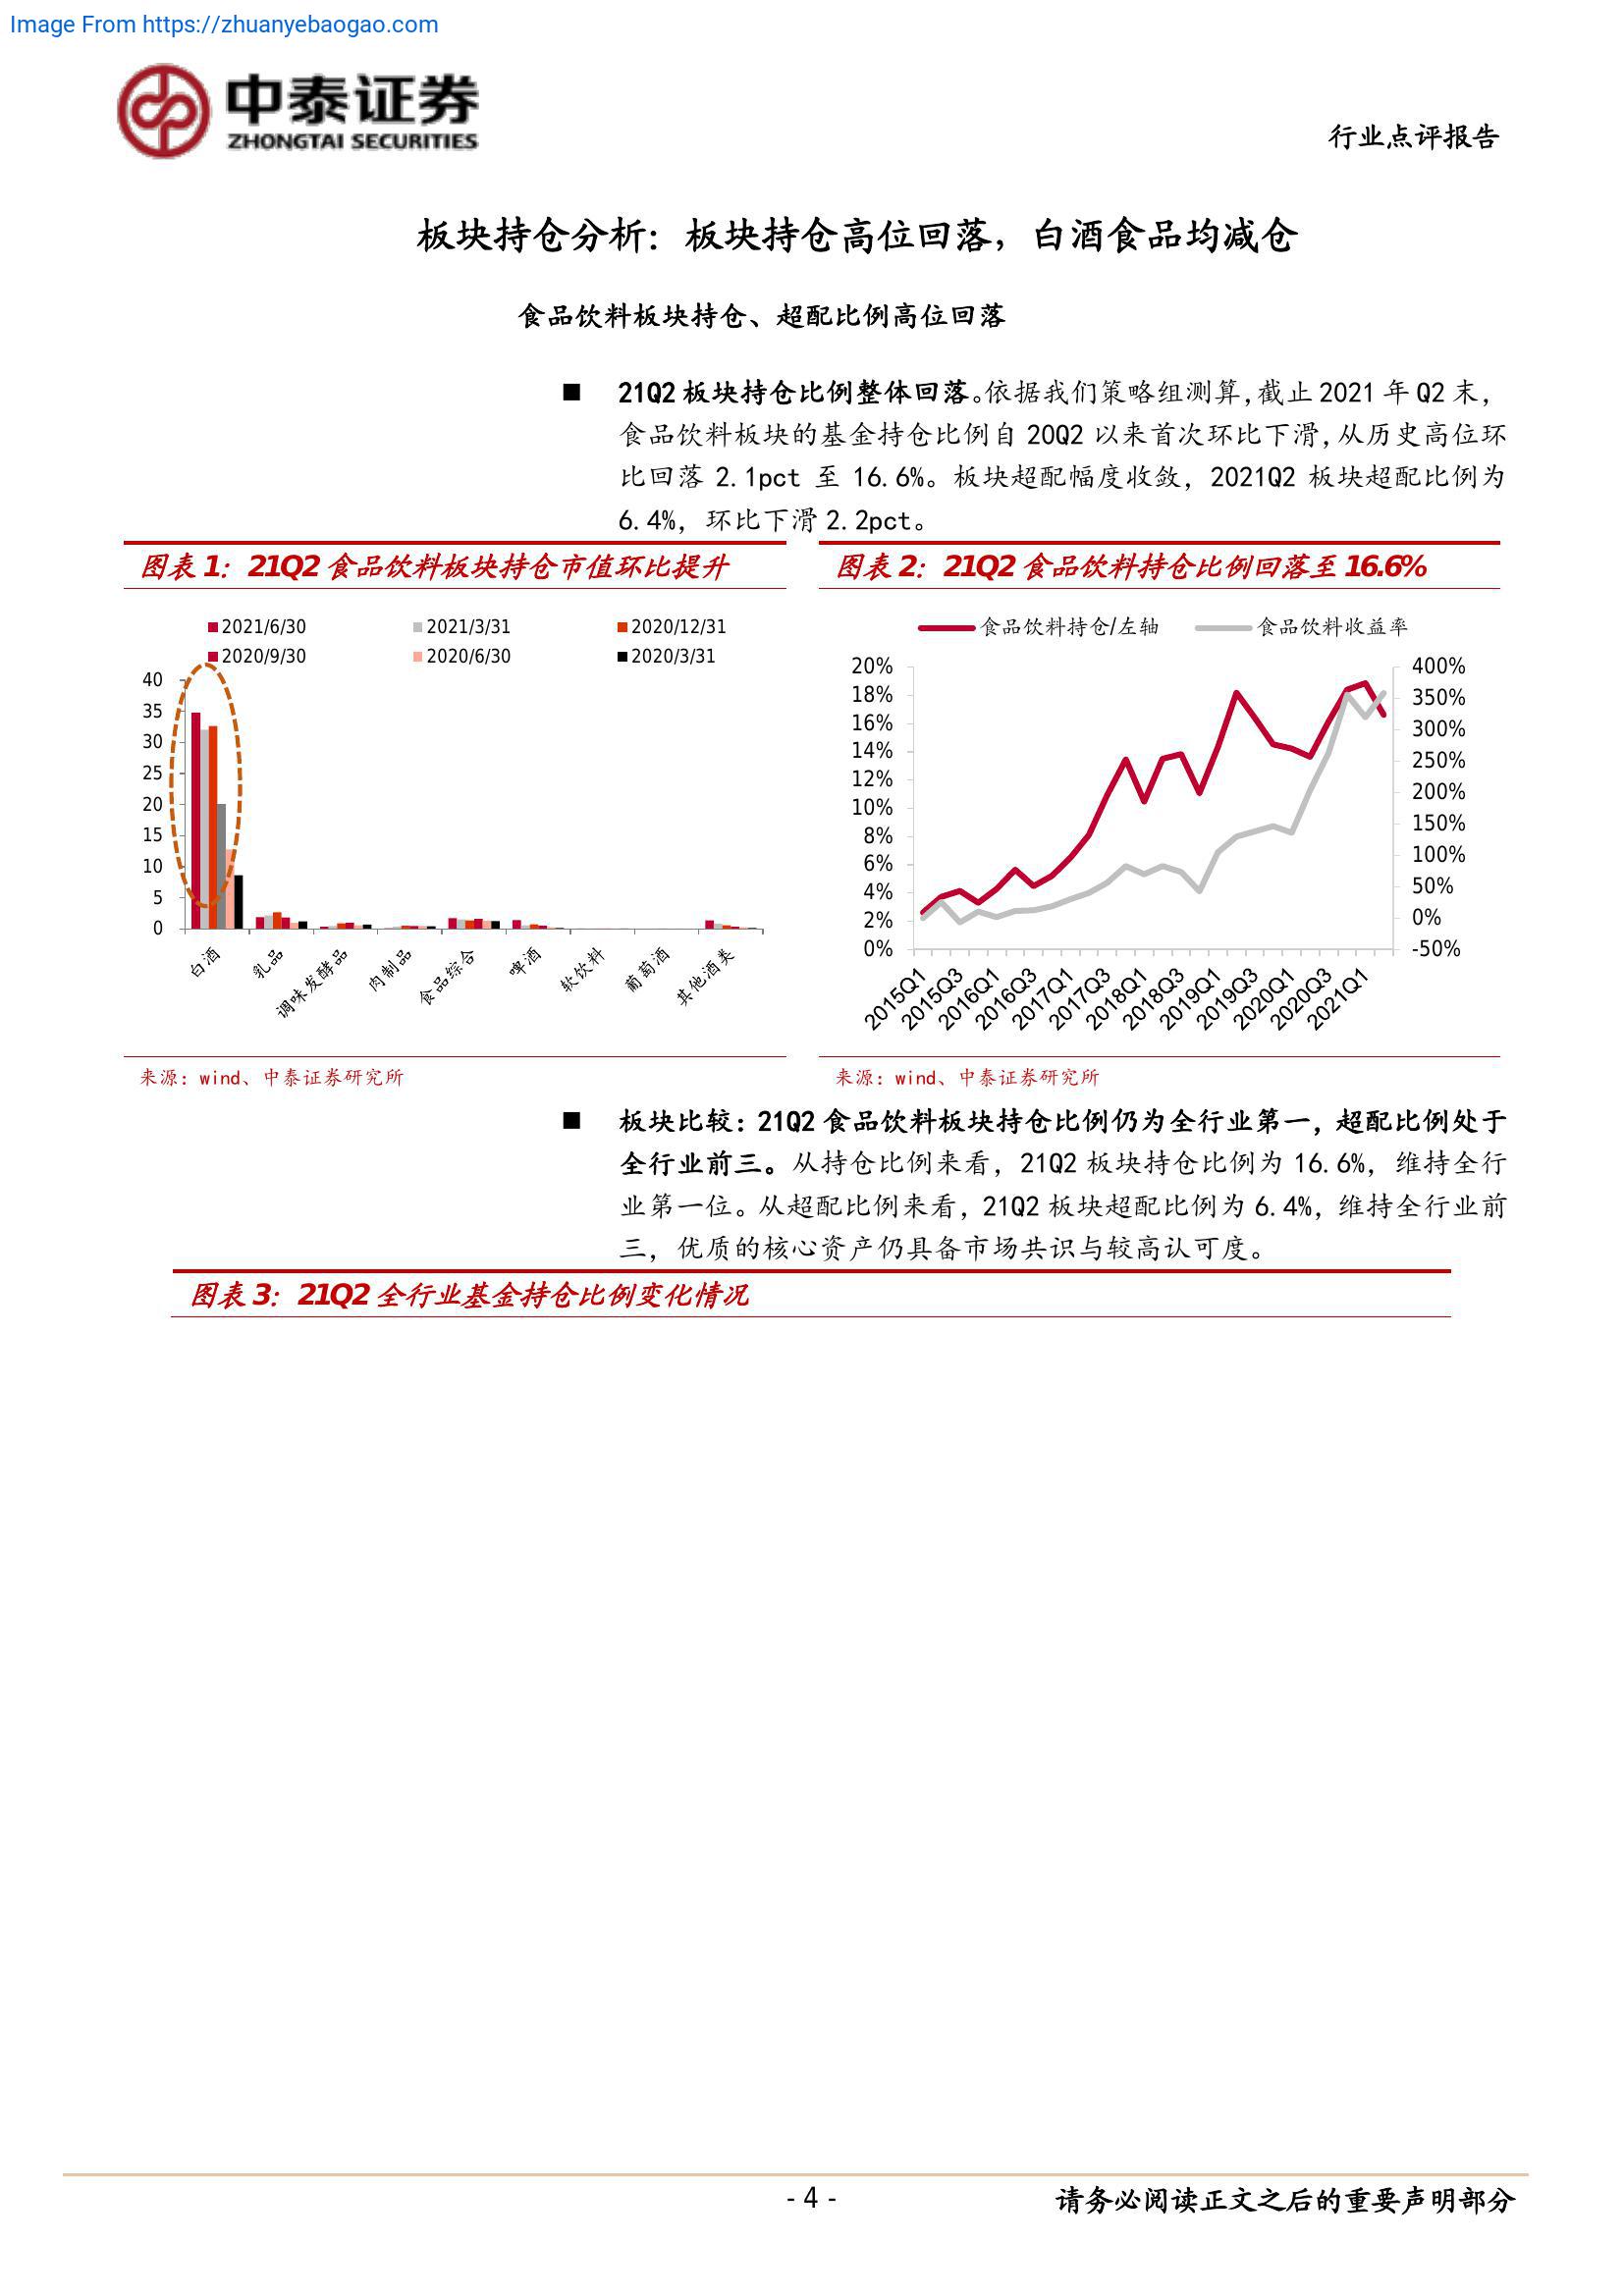 Image From https://zhuanyebaogao.com
中泰证券
ZHONGTAI SECURITIES
行业点评报告
板块持仓分析：板块持仓高位回落，白酒食品均减仓
食品饮料板块持仓、超配比例高位回落
■ 21Q2 板块持仓比例整体回落。依据我们策略组测算，截止 2021 年 Q2 末，
食品饮料板块的基金持仓比例自 20Q2 以来首次环比下滑，从历史高位环
比回落 2.1pct 至 16.6%。板块超配幅度收敛，2021Q2 板块超配比例为
6.4%，环比下滑 2.2pct。
图表 1：21Q2 食品饮料板块持仓市值环比提升
2021/6/30 2021/3/31 2020/12/31
2020/9/30 2020/6/30 2020/3/31
40
35
30
25
20
15
10
5
0
白酒 乳品 调味发酵品 肉制品 食品综合 啤酒 软饮料 葡萄酒 其他酒类
来源：wind、中泰证券研究所
图表 2：21Q2 食品饮料持仓比例回落至 16.6%
食品饮料持仓/左轴 食品饮料收益率
20% 400%
18% 350%
16% 300%
14% 250%
12% 200%
10% 150%
8% 100%
6% 50%
4% 0%
2% -50%
0%
2015Q1 2015Q3 2016Q1 2016Q3 2017Q1 2017Q3 2018Q1 2018Q3 2019Q1 2019Q3 2020Q1 2020Q3 2021Q1
来源：wind、中泰证券研究所
■ 板块比较：21Q2 食品饮料板块持仓比例仍为全行业第一，超配比例处于
全行业前三。从持仓比例来看，21Q2 板块持仓比例为 16.6%，维持全行
业第一位。从超配比例来看，21Q2 板块超配比例为 6.4%，维持全行业前
三，优质的核心资产仍具备市场共识与较高认可度。
图表 3：21Q2 全行业基金持仓比例变化情况
- 4 -
请务必阅读正文之后的重要声明部分